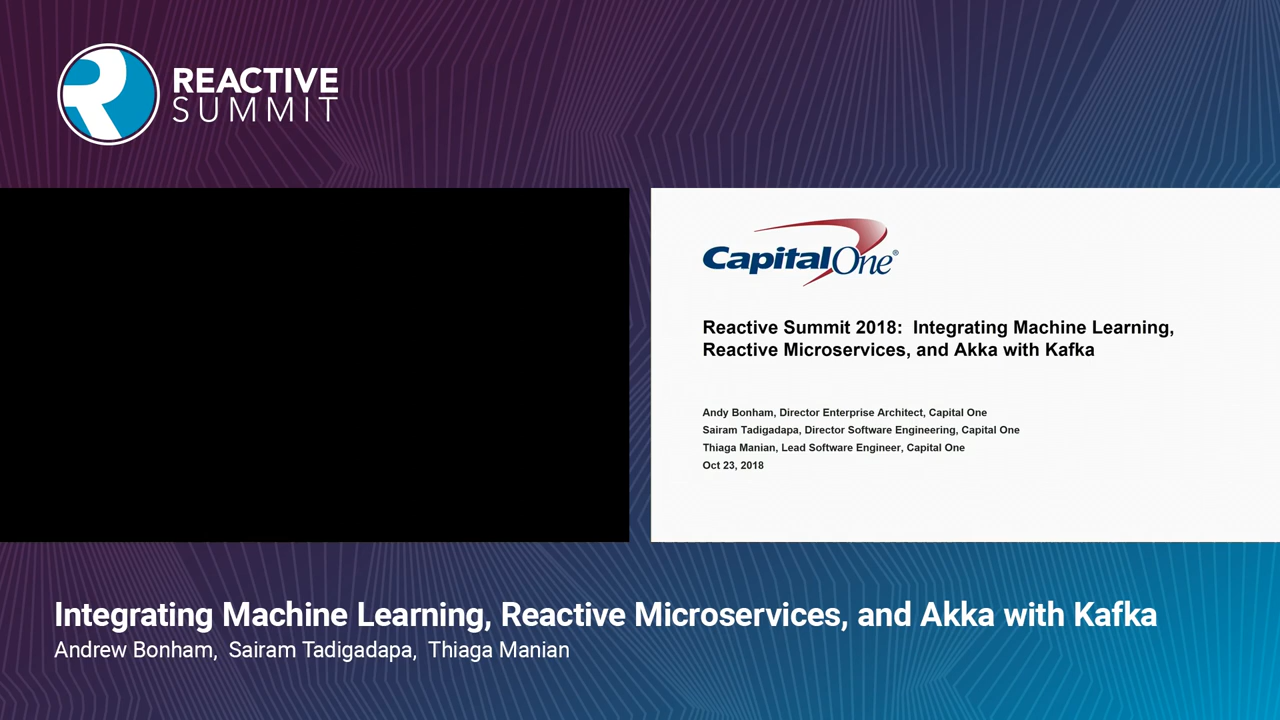 REACTIVE
SUMMIT
CapitalOne®
Reactive Summit 2018:  Integrating Machine Learning,
Reactive Microservices, and Akka with Kafka
Andy Bonham, Director Enterprise Architect, Capital One
Sairam Tadigadapa, Director Software Engineering, Capital One
Thiaga Manian, Lead Software Engineer, Capital One
Oct 23, 2018
Integrating Machine Learning, Reactive Microservices, and Akka with Kafka
Andrew Bonham,  Sairam Tadigadapa,  Thiaga Manian